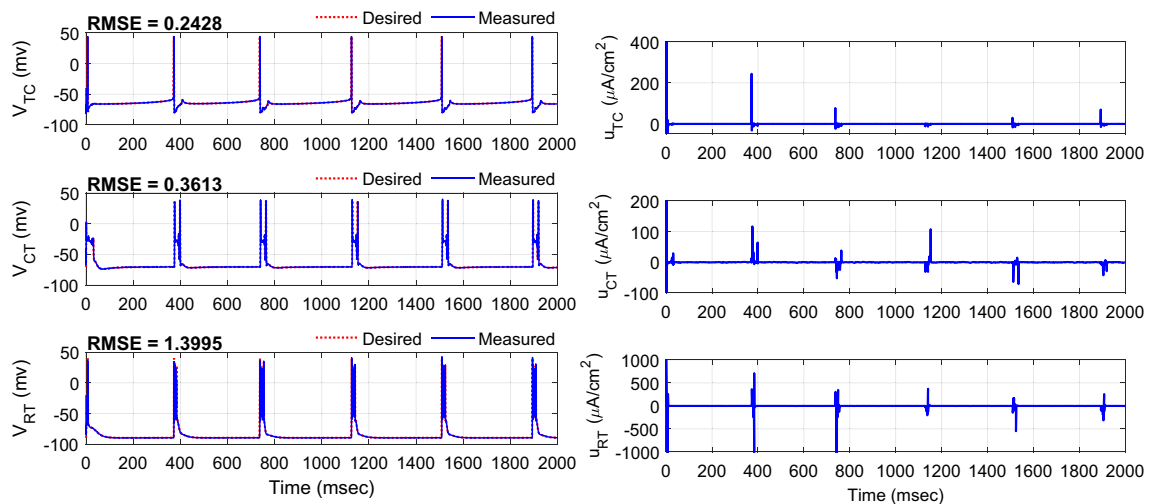 RMSE = 0.2428
Desired Measured
V_TC (mv)
50
0
-50
-100
0 200 400 600 800 1000 1200 1400 1600 1800 2000
RMSE = 0.3613
Desired Measured
V_CT (mv)
50
0
-50
-100
0 200 400 600 800 1000 1200 1400 1600 1800 2000
RMSE = 1.3995
Desired Measured
V_RT (mv)
50
0
-50
-100
0 200 400 600 800 1000 1200 1400 1600 1800 2000
Time (msec)
u_TC (μA/cm²)
400
200
0
0 200 400 600 800 1000 1200 1400 1600 1800 2000
u_CT (μA/cm²)
200
100
0
-100
0 200 400 600 800 1000 1200 1400 1600 1800 2000
u_RT (μA/cm²)
1000
500
0
-500
-1000
0 200 400 600 800 1000 1200 1400 1600 1800 2000
Time (msec)